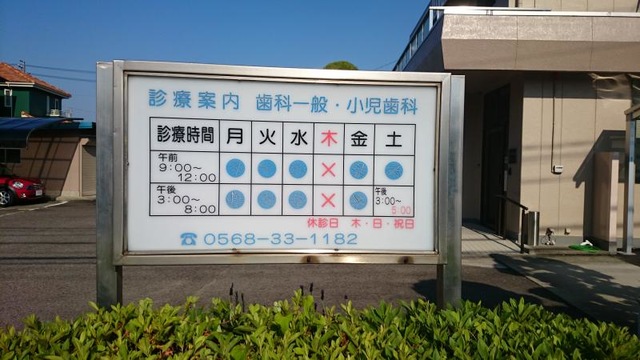 診療案内 歯科一般・小児歯科
診療時間 月 火 水 木 金 土
午前 9:00〜12:00 ● ● ● × ● ●
午後 3:00〜8:00 ● ● ● × ● 午後 3:00〜5:00
休診日 木・日・祝日
☎0568-33-1182